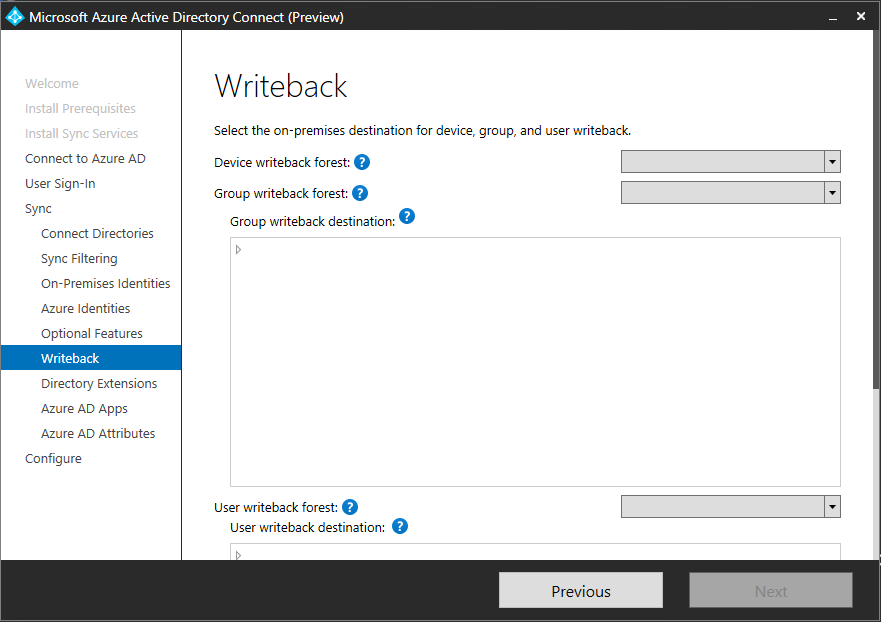 Microsoft Azure Active Directory Connect (Preview)
Welcome
Install Prerequisites
Install Sync Services
Connect to Azure AD
User Sign-In
Sync
Connect Directories
Sync Filtering
On-Premises Identities
Azure Identities
Optional Features
Writeback
Directory Extensions
Azure AD Apps
Azure AD Attributes
Configure
Writeback
Select the on-premises destination for device, group, and user writeback.
Device writeback forest: ?
Group writeback forest: ?
Group writeback destination: ?
User writeback forest: ?
User writeback destination: ?
Previous
Next